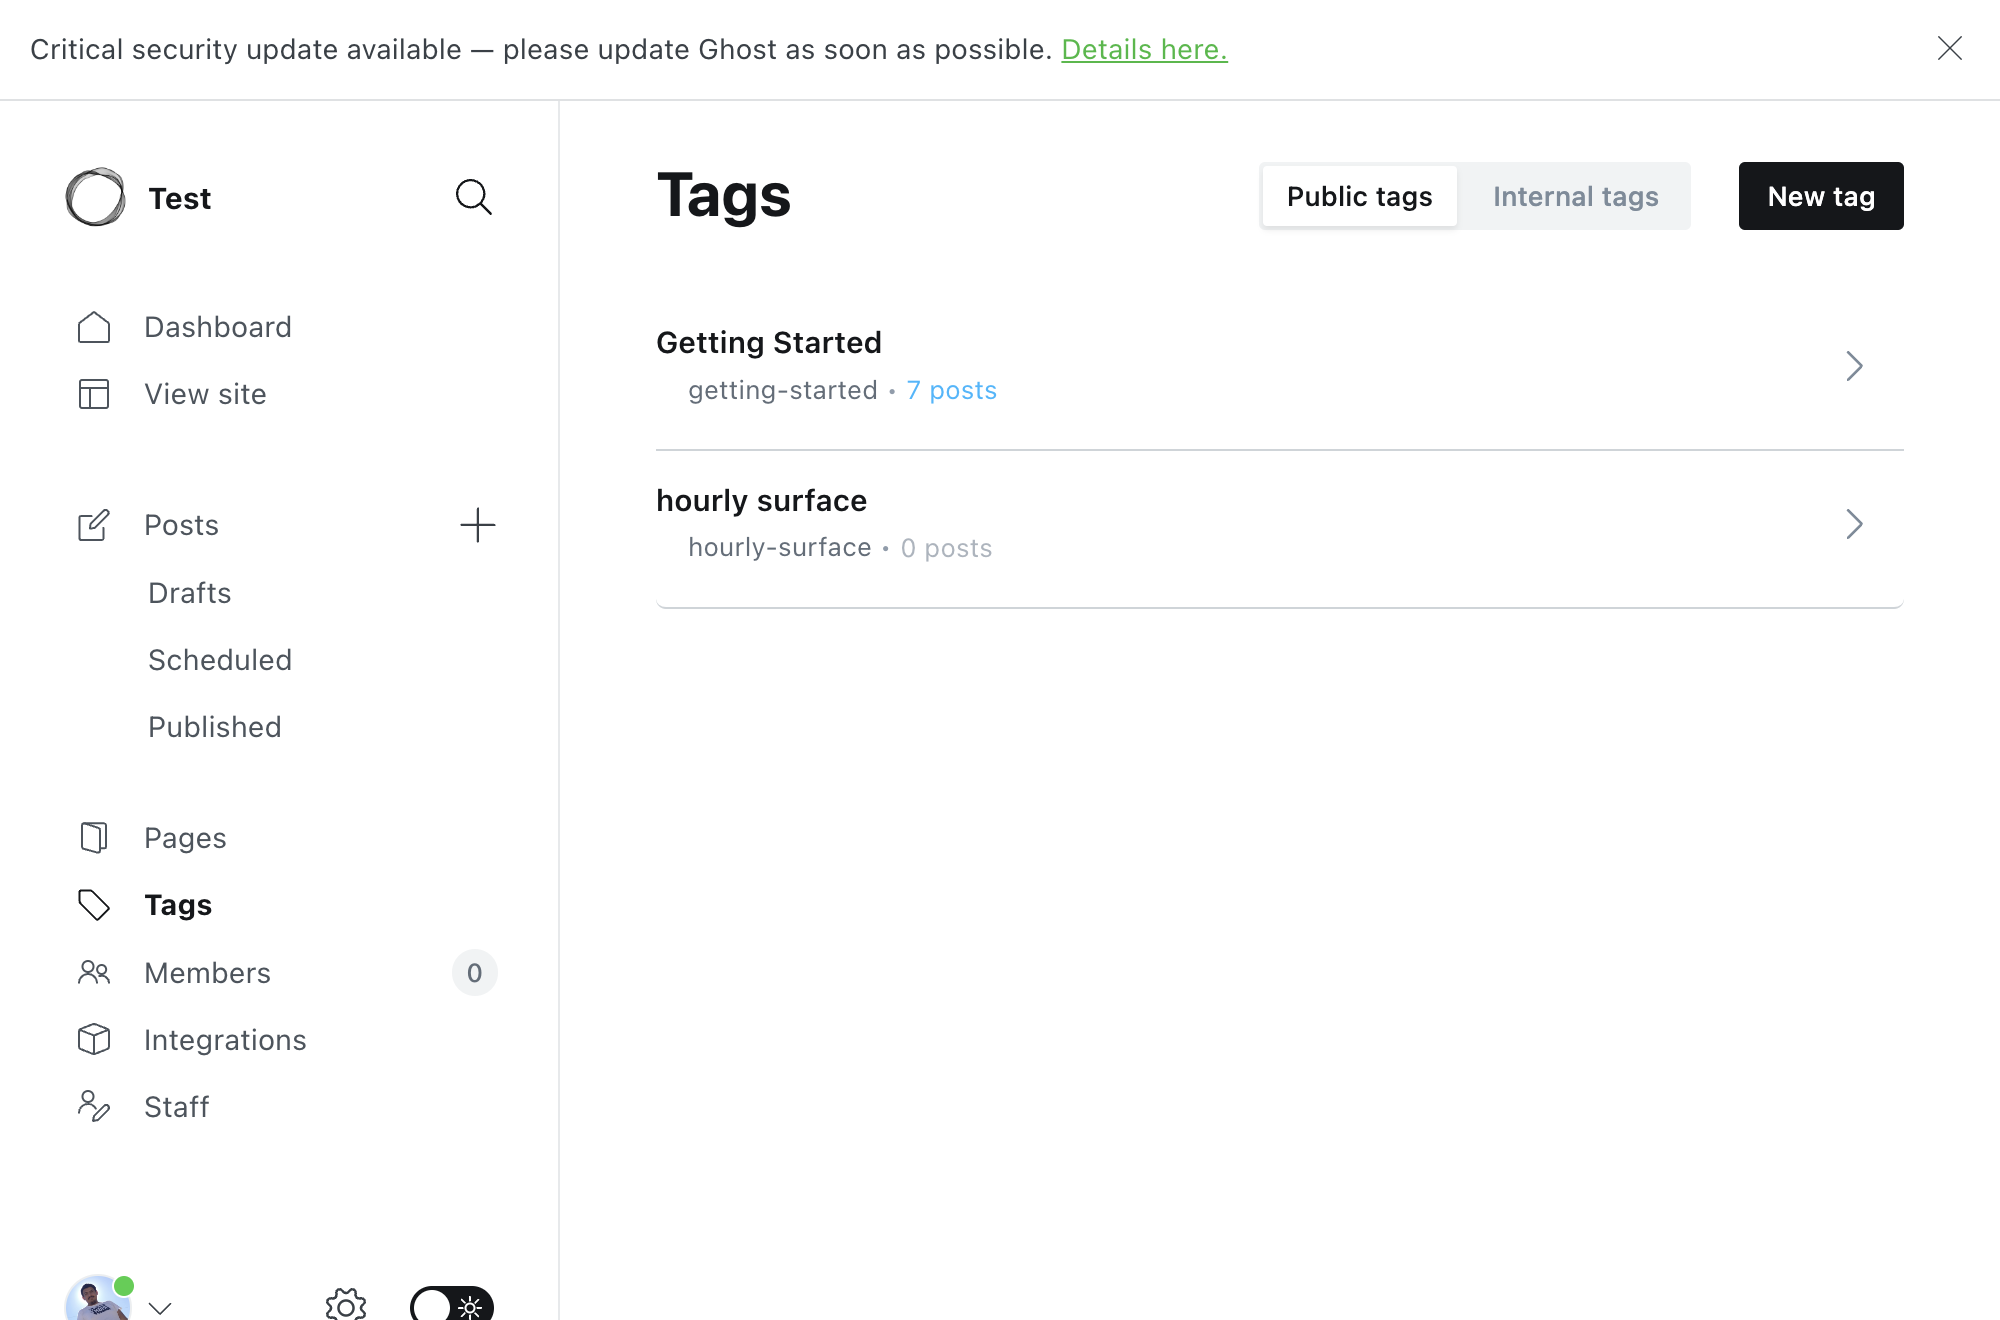 Critical security update available — please update Ghost as soon as possible. Details here.
Test
Dashboard
View site
Posts
Drafts
Scheduled
Published
Pages
Tags
Members 0
Integrations
Staff
Tags
Public tags
Internal tags
New tag
Getting Started
getting-started • 7 posts
hourly surface
hourly-surface • 0 posts